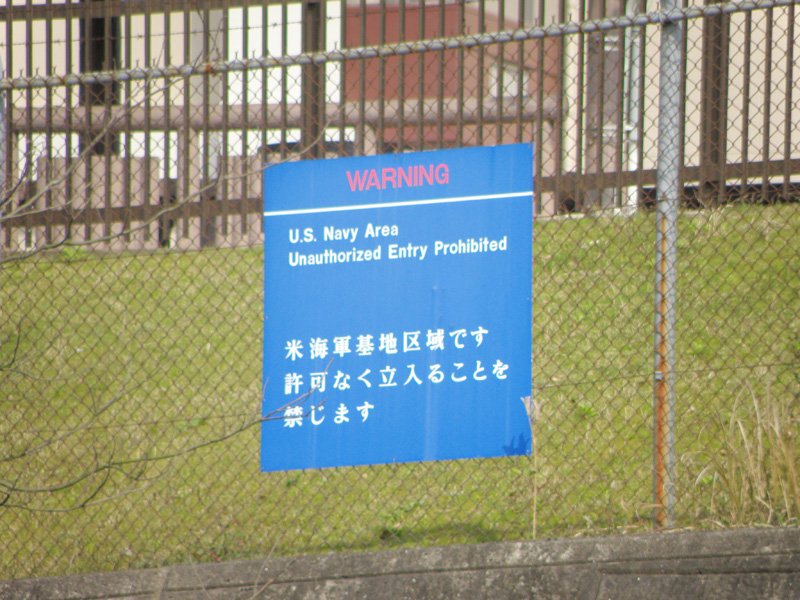 WARNING
U.S. Navy Area
Unauthorized Entry Prohibited
米海軍基地区域です
許可なく立入ることを
禁じます